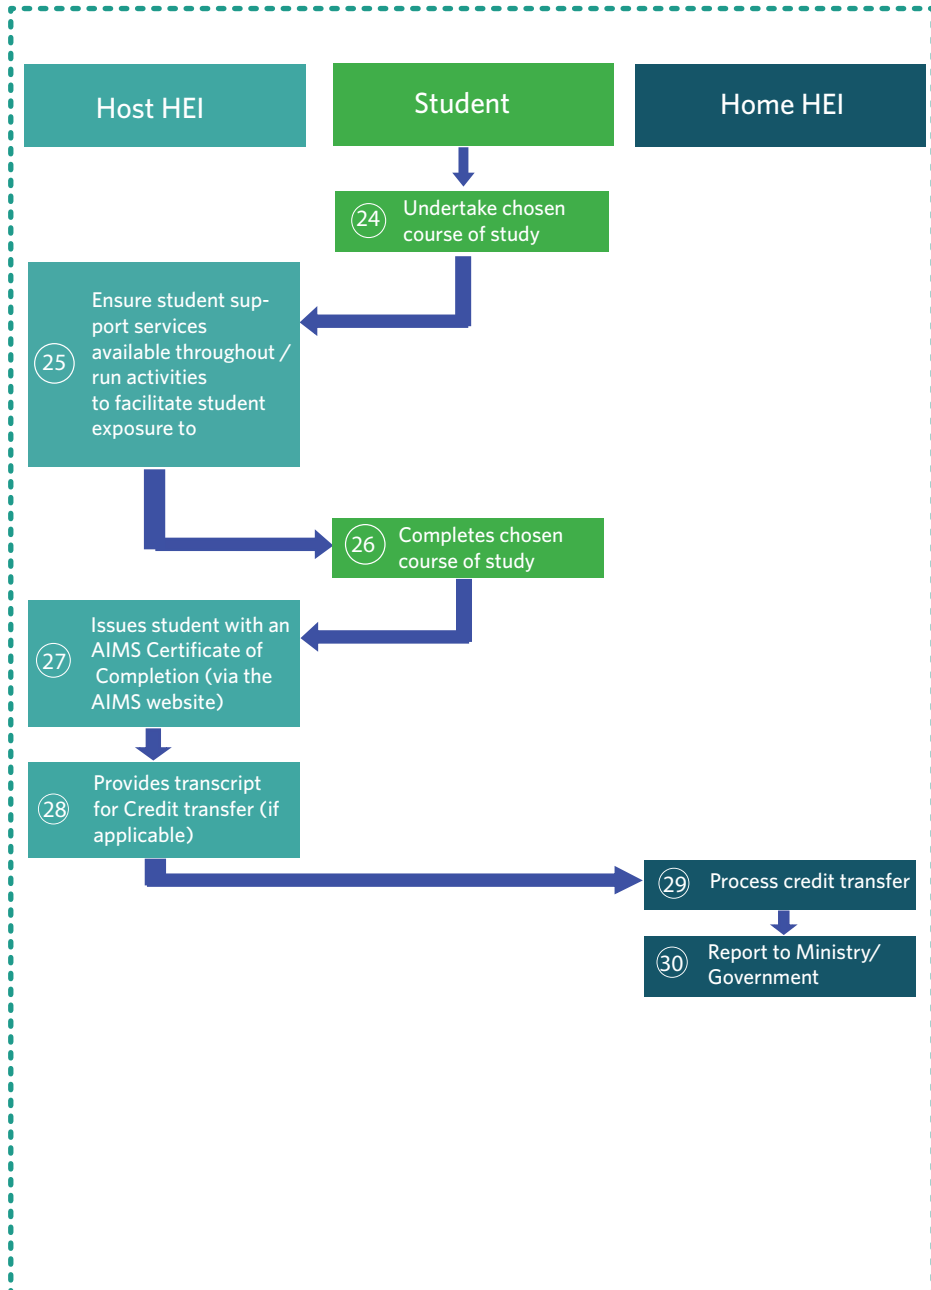 Host HEI
Student
Home HEI
24
Undertake chosen
course of study
25
Ensure student sup-
port services
available throughout /
run activities
to facilitate student
exposure to
26
Completes chosen
course of study
27
Issues student with an
AIMS Certificate of
Completion (via the
AIMS website)
28
Provides transcript
for Credit transfer (if
applicable)
29
Process credit transfer
30
Report to Ministry/
Government